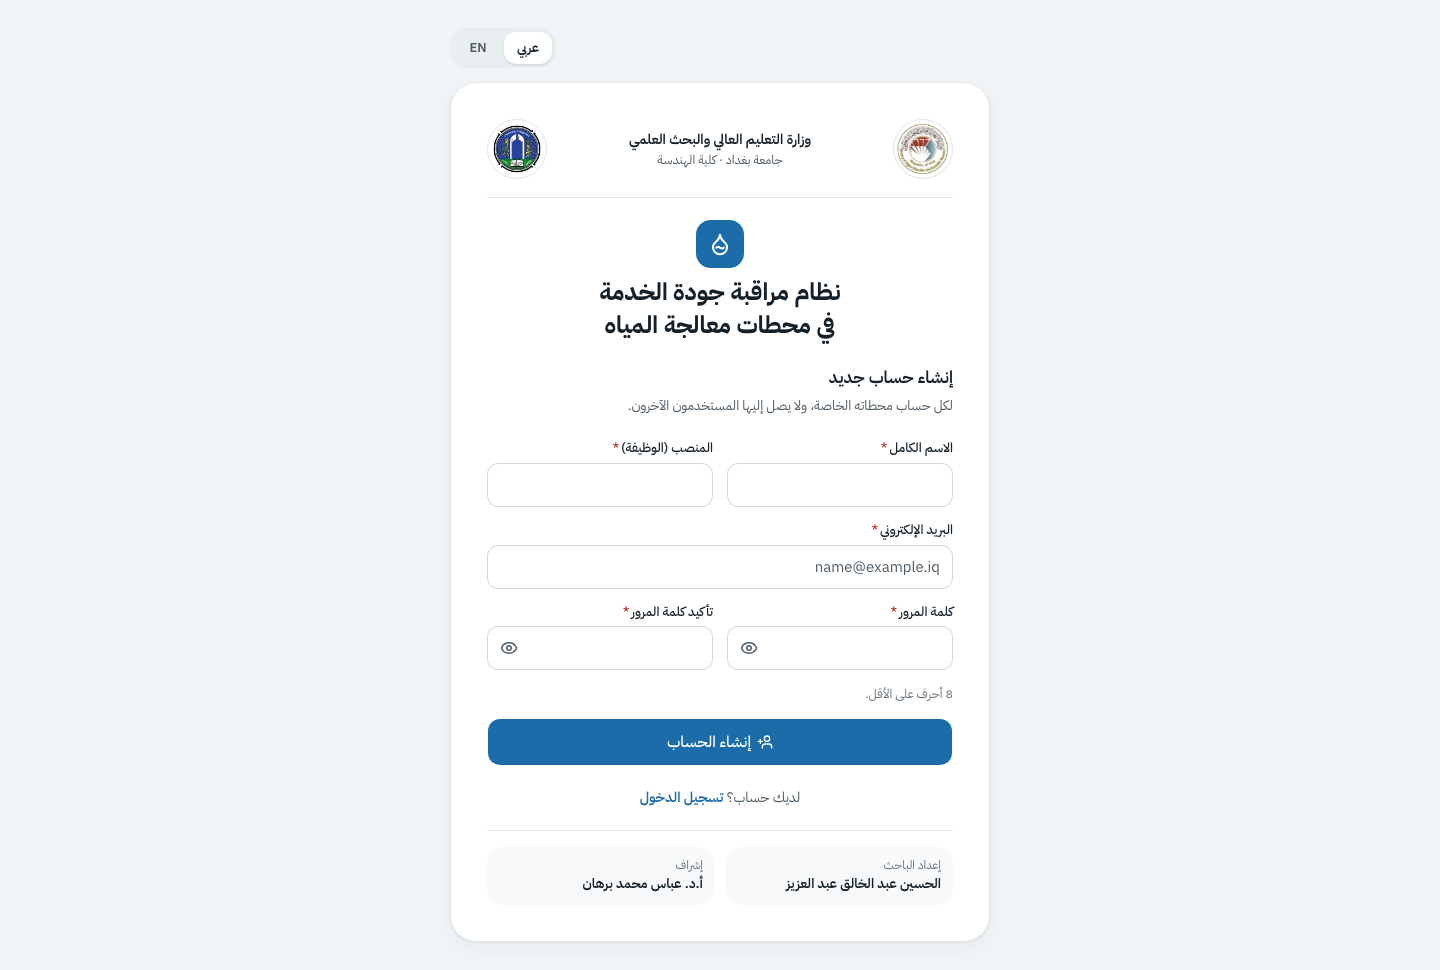 عربي
EN
وزارة التعليم العالي والبحث العلمي
جامعة بغداد · كلية الهندسة
نظام مراقبة جودة الخدمة
في محطات معالجة المياه
إنشاء حساب جديد
لكل حساب محطاته الخاصة، ولا يصل إليها المستخدمون الآخرون.
الاسم الكامل *
المنصب (الوظيفة) *
البريد الإلكتروني *
name@example.iq
كلمة المرور *
تأكيد كلمة المرور *
8 أحرف على الأقل.
إنشاء الحساب
لديك حساب؟ تسجيل الدخول
إعداد الباحث
الحسين عبد الخالق عبد العزيز
إشراف
أ.د. عباس محمد برهان